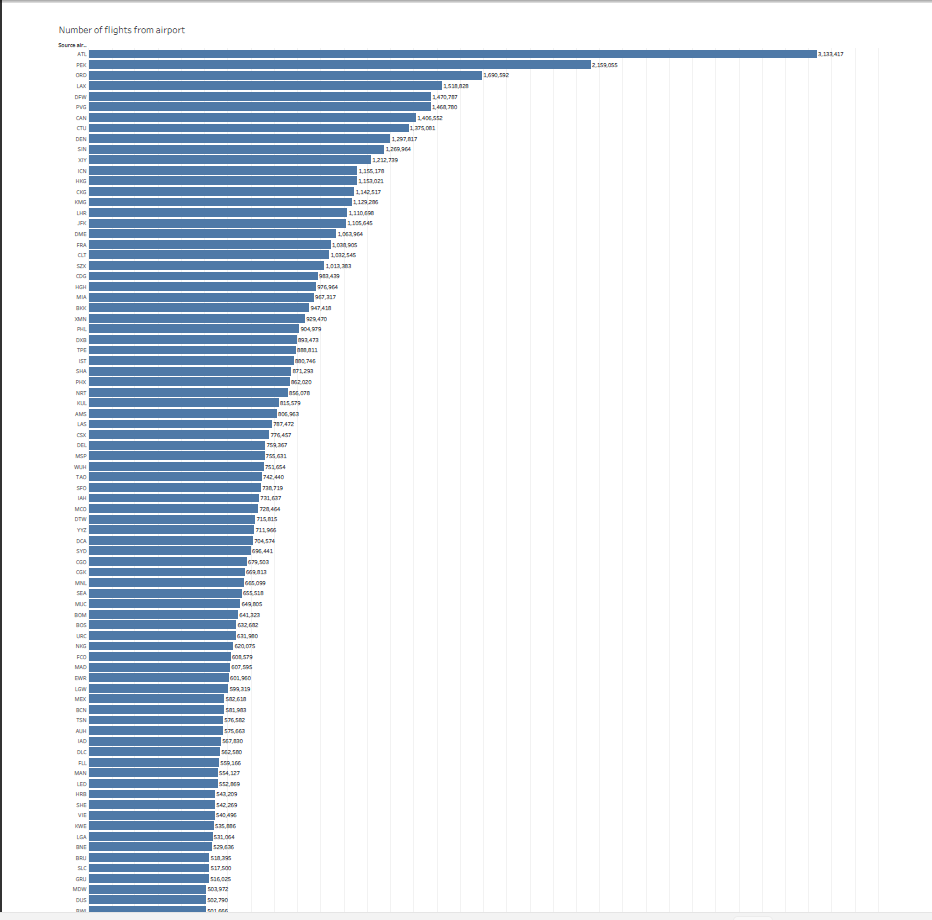 Number of flights from airport
Source air...
ATL 3,133,417
PEK 2,159,055
ORD 1,690,592
LAX 1,518,828
DFW 1,470,787
PVG 1,468,780
CAN 1,406,552
CTU 1,375,081
DEN 1,297,817
SIN 1,269,964
XIY 1,212,739
ICN 1,155,178
HKG 1,153,021
CKG 1,142,517
KMG 1,129,286
LHR 1,110,698
JFK 1,105,645
DME 1,063,964
FRA 1,038,905
CLT 1,032,545
SZX 1,013,383
CDG 983,439
HGH 976,964
MIA 967,317
BKK 947,418
XMN 929,470
PHL 904,979
DXB 893,473
TPE 888,811
IST 880,746
SHA 871,293
PHX 862,020
NRT 856,078
KUL 815,579
AMS 806,963
LAS 787,472
CSX 776,457
DEL 759,367
MSP 755,631
WUH 751,654
TAO 742,440
SFO 738,719
IAH 731,637
MCO 728,464
DTW 715,815
YYZ 711,966
DCA 704,574
SYD 696,441
CGO 679,503
CGK 669,813
MNL 665,099
SEA 655,518
MUC 649,805
BOM 641,323
BOS 632,682
URC 631,980
NKG 620,075
FCO 608,579
MAD 607,595
EWR 601,960
LGW 599,319
MEX 582,618
BCN 581,983
TSN 576,582
AUH 575,663
IAD 567,830
DLC 562,580
FLL 559,166
MAN 554,127
LED 552,869
HRB 543,209
SHE 542,269
VIE 540,496
KWE 535,886
LGA 531,064
BNE 529,636
BRU 518,395
SLC 517,500
GRU 516,025
MDW 503,972
DUS 502,790
BWI 501,666